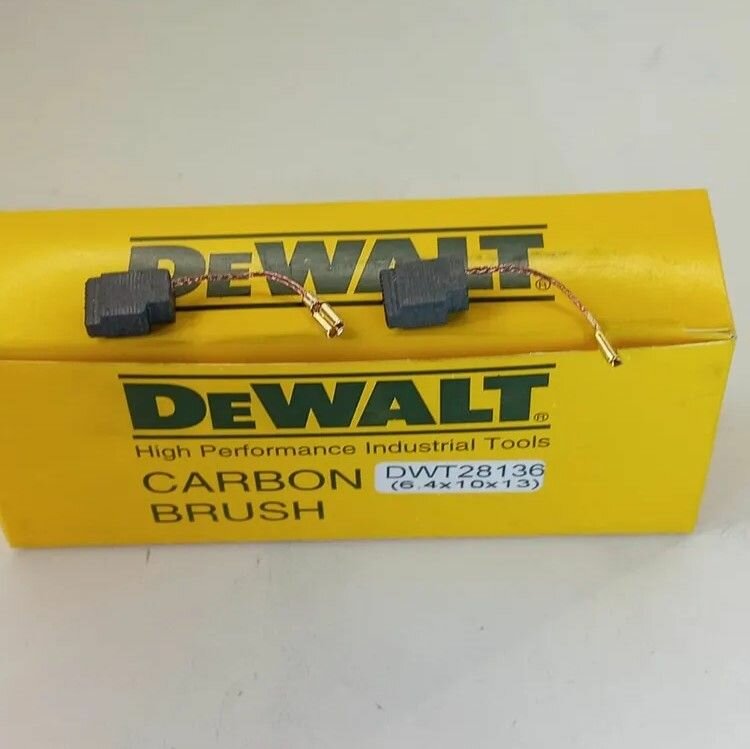 DEWALT®
DEWALT®
High Performance Industrial Tools
CARBON DWT28136
(6.4x10x13)
BRUSH